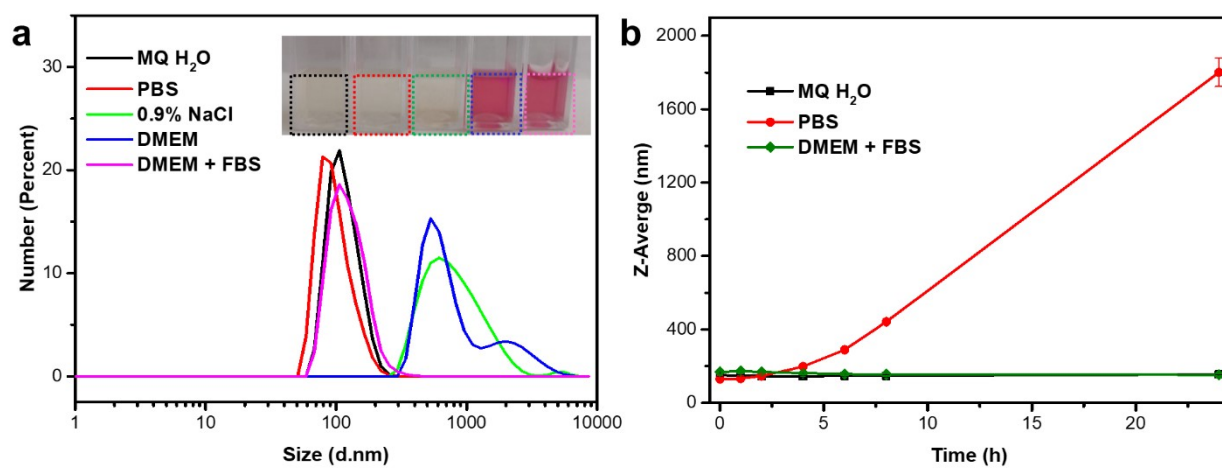 a
30
20
10
0
Number (Percent)
MQ H₂O
PBS
0.9% NaCl
DMEM
DMEM + FBS
1
10
100
1000
10000
Size (d.nm)
b
2000
1600
1200
800
400
0
Z-Averge (nm)
MQ H₂O
PBS
DMEM + FBS
0
5
10
15
20
Time (h)